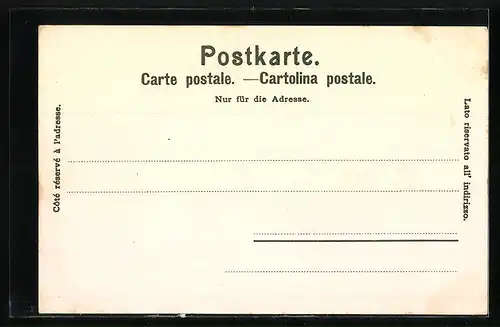 Postkarte.
Carte postale. — Cartolina postale.
Nur für die Adresse.
Côté réservé à l'adresse.
Lato riservato all' indirizzo.